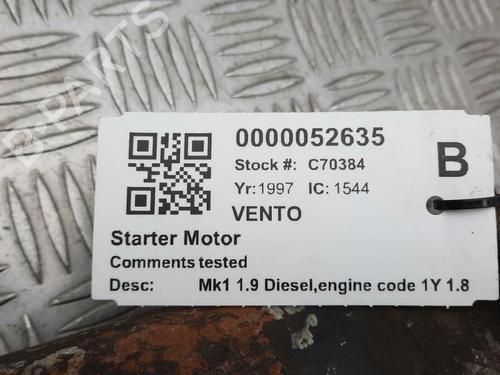 0000052635
B
Stock #: C70384
Yr:1997 IC: 1544
VENTO
Starter Motor
Comments tested
Desc: Mk1 1.9 Diesel,engine code 1Y 1.8